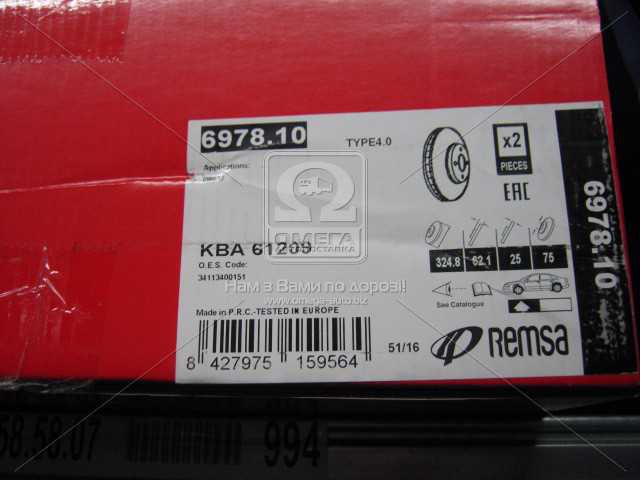 6978.10
TYPE4.0
x2
PIECES
Applications:
EAC
6978.10
KBA 61209
O.E.S. Code:
34113400151
324.8 62.1 25 75
See Catalogue
Made in P.R.C.-TESTED IN EUROPE
8 427975 159564
51/16
REMSA
ОМЕГА
АВТОПОСТАВКА
Нам з Вами по дорозі!
www.omega-auto.biz
58.58.07
994